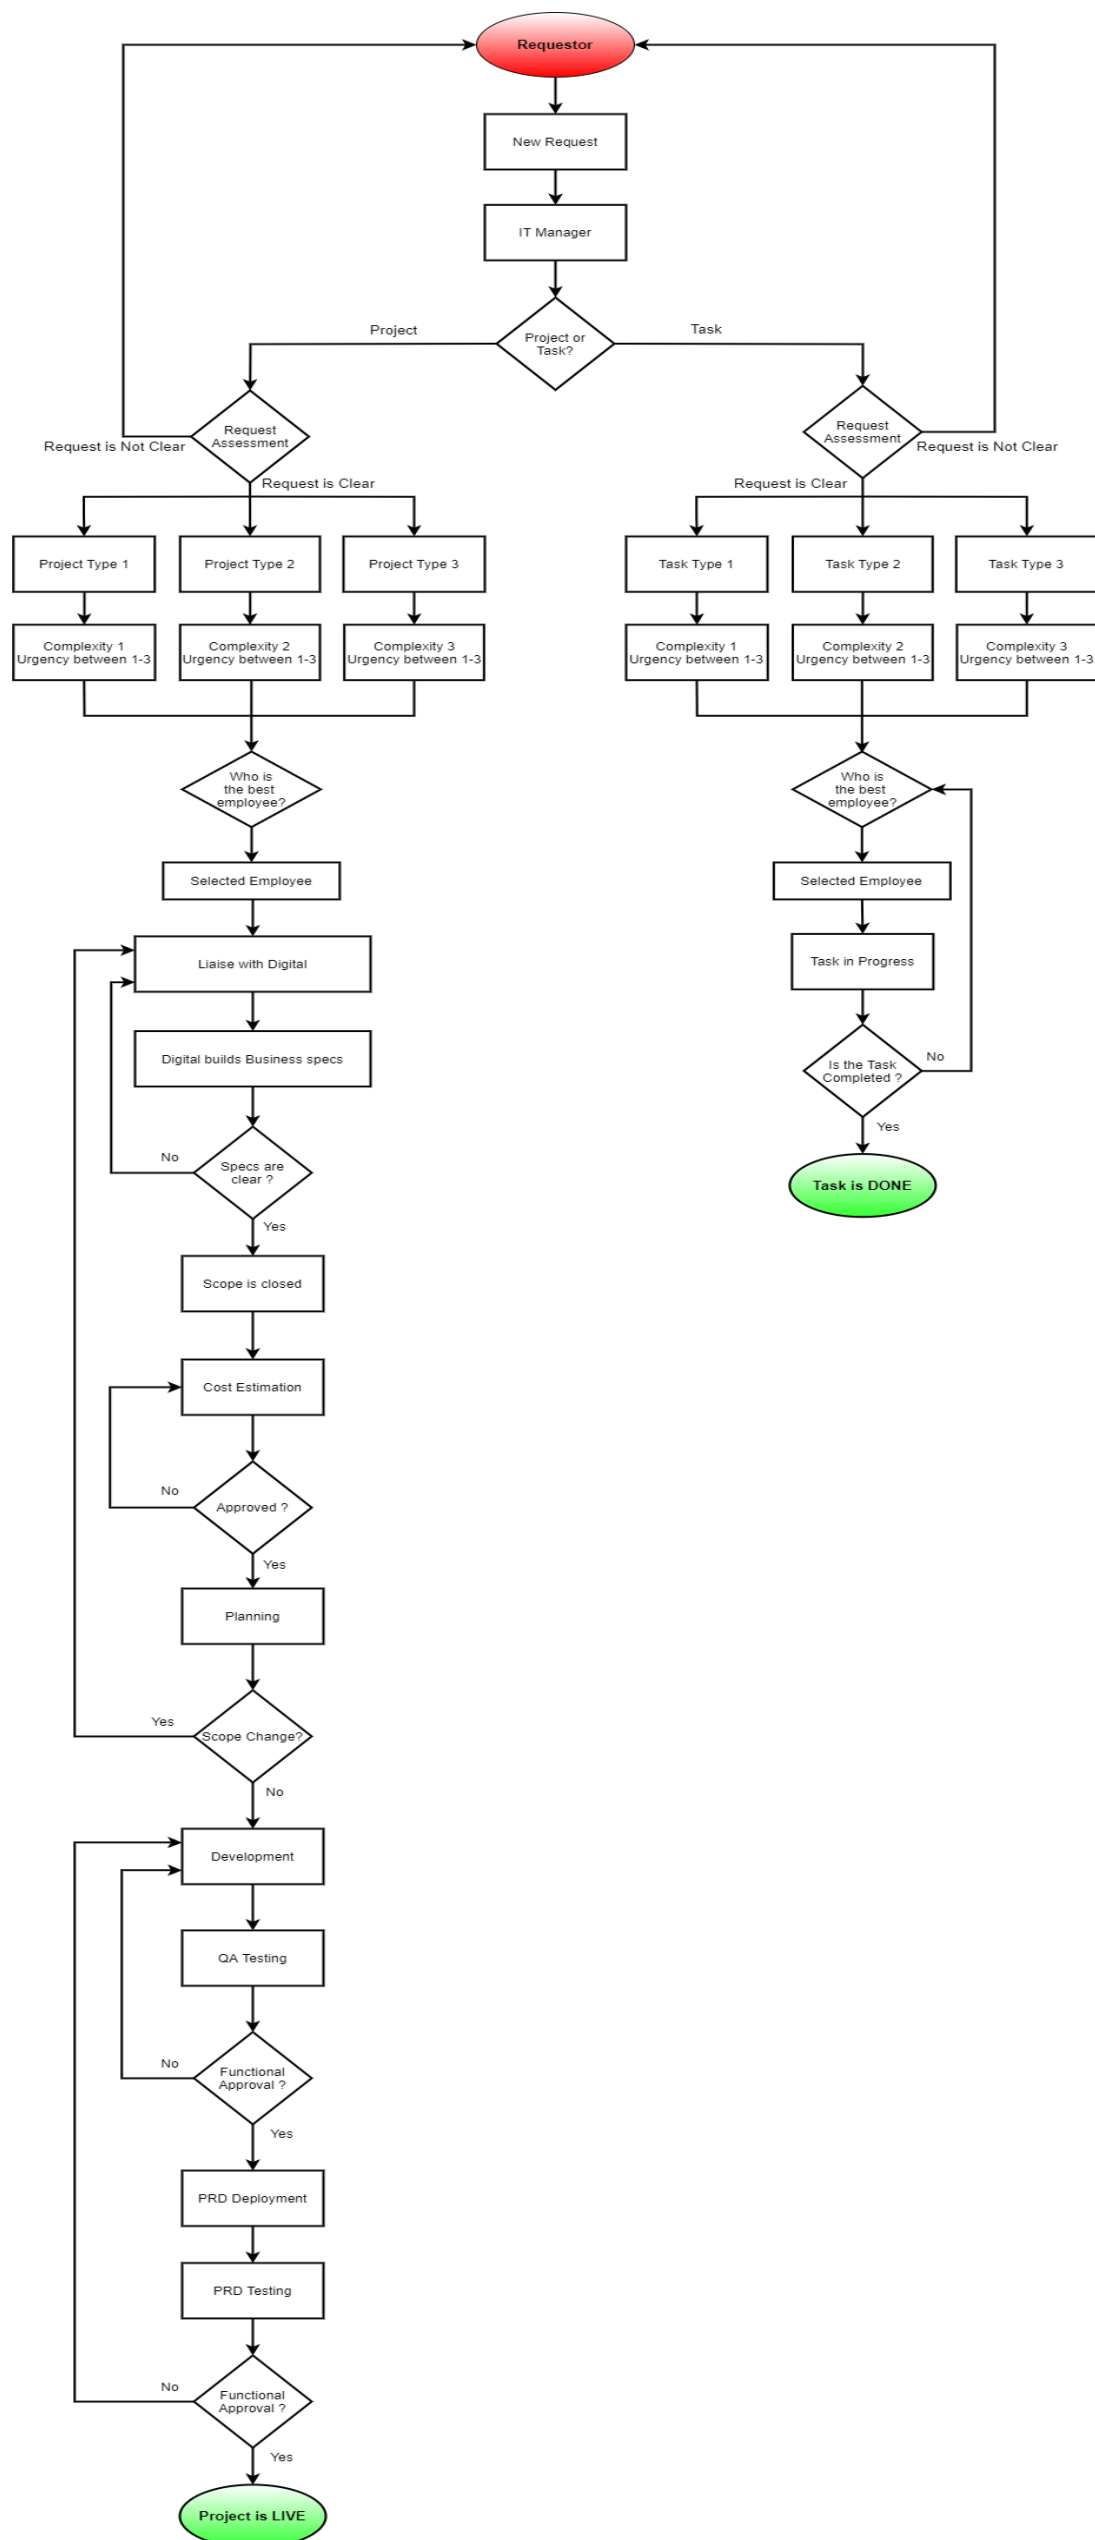 Requestor
New Request
IT Manager
Project or
Task?
Project
Task
Request
Assessment
Request is Not Clear
Request is Clear
Request
Assessment
Request is Not Clear
Request is Clear
Project Type 1
Project Type 2
Project Type 3
Task Type 1
Task Type 2
Task Type 3
Complexity 1
Urgency between 1-3
Complexity 2
Urgency between 1-3
Complexity 3
Urgency between 1-3
Complexity 1
Urgency between 1-3
Complexity 2
Urgency between 1-3
Complexity 3
Urgency between 1-3
Who is
the best
employee?
Selected Employee
Liaise with Digital
Digital builds Business specs
Specs are
clear ?
No
Yes
Scope is closed
Cost Estimation
Approved ?
No
Yes
Planning
Scope Change?
Yes
No
Development
QA Testing
Functional
Approval ?
No
Yes
PRD Deployment
PRD Testing
Functional
Approval ?
No
Yes
Project is LIVE
Who is
the best
employee?
Selected Employee
Task in Progress
Is the Task
Completed ?
No
Yes
Task is DONE